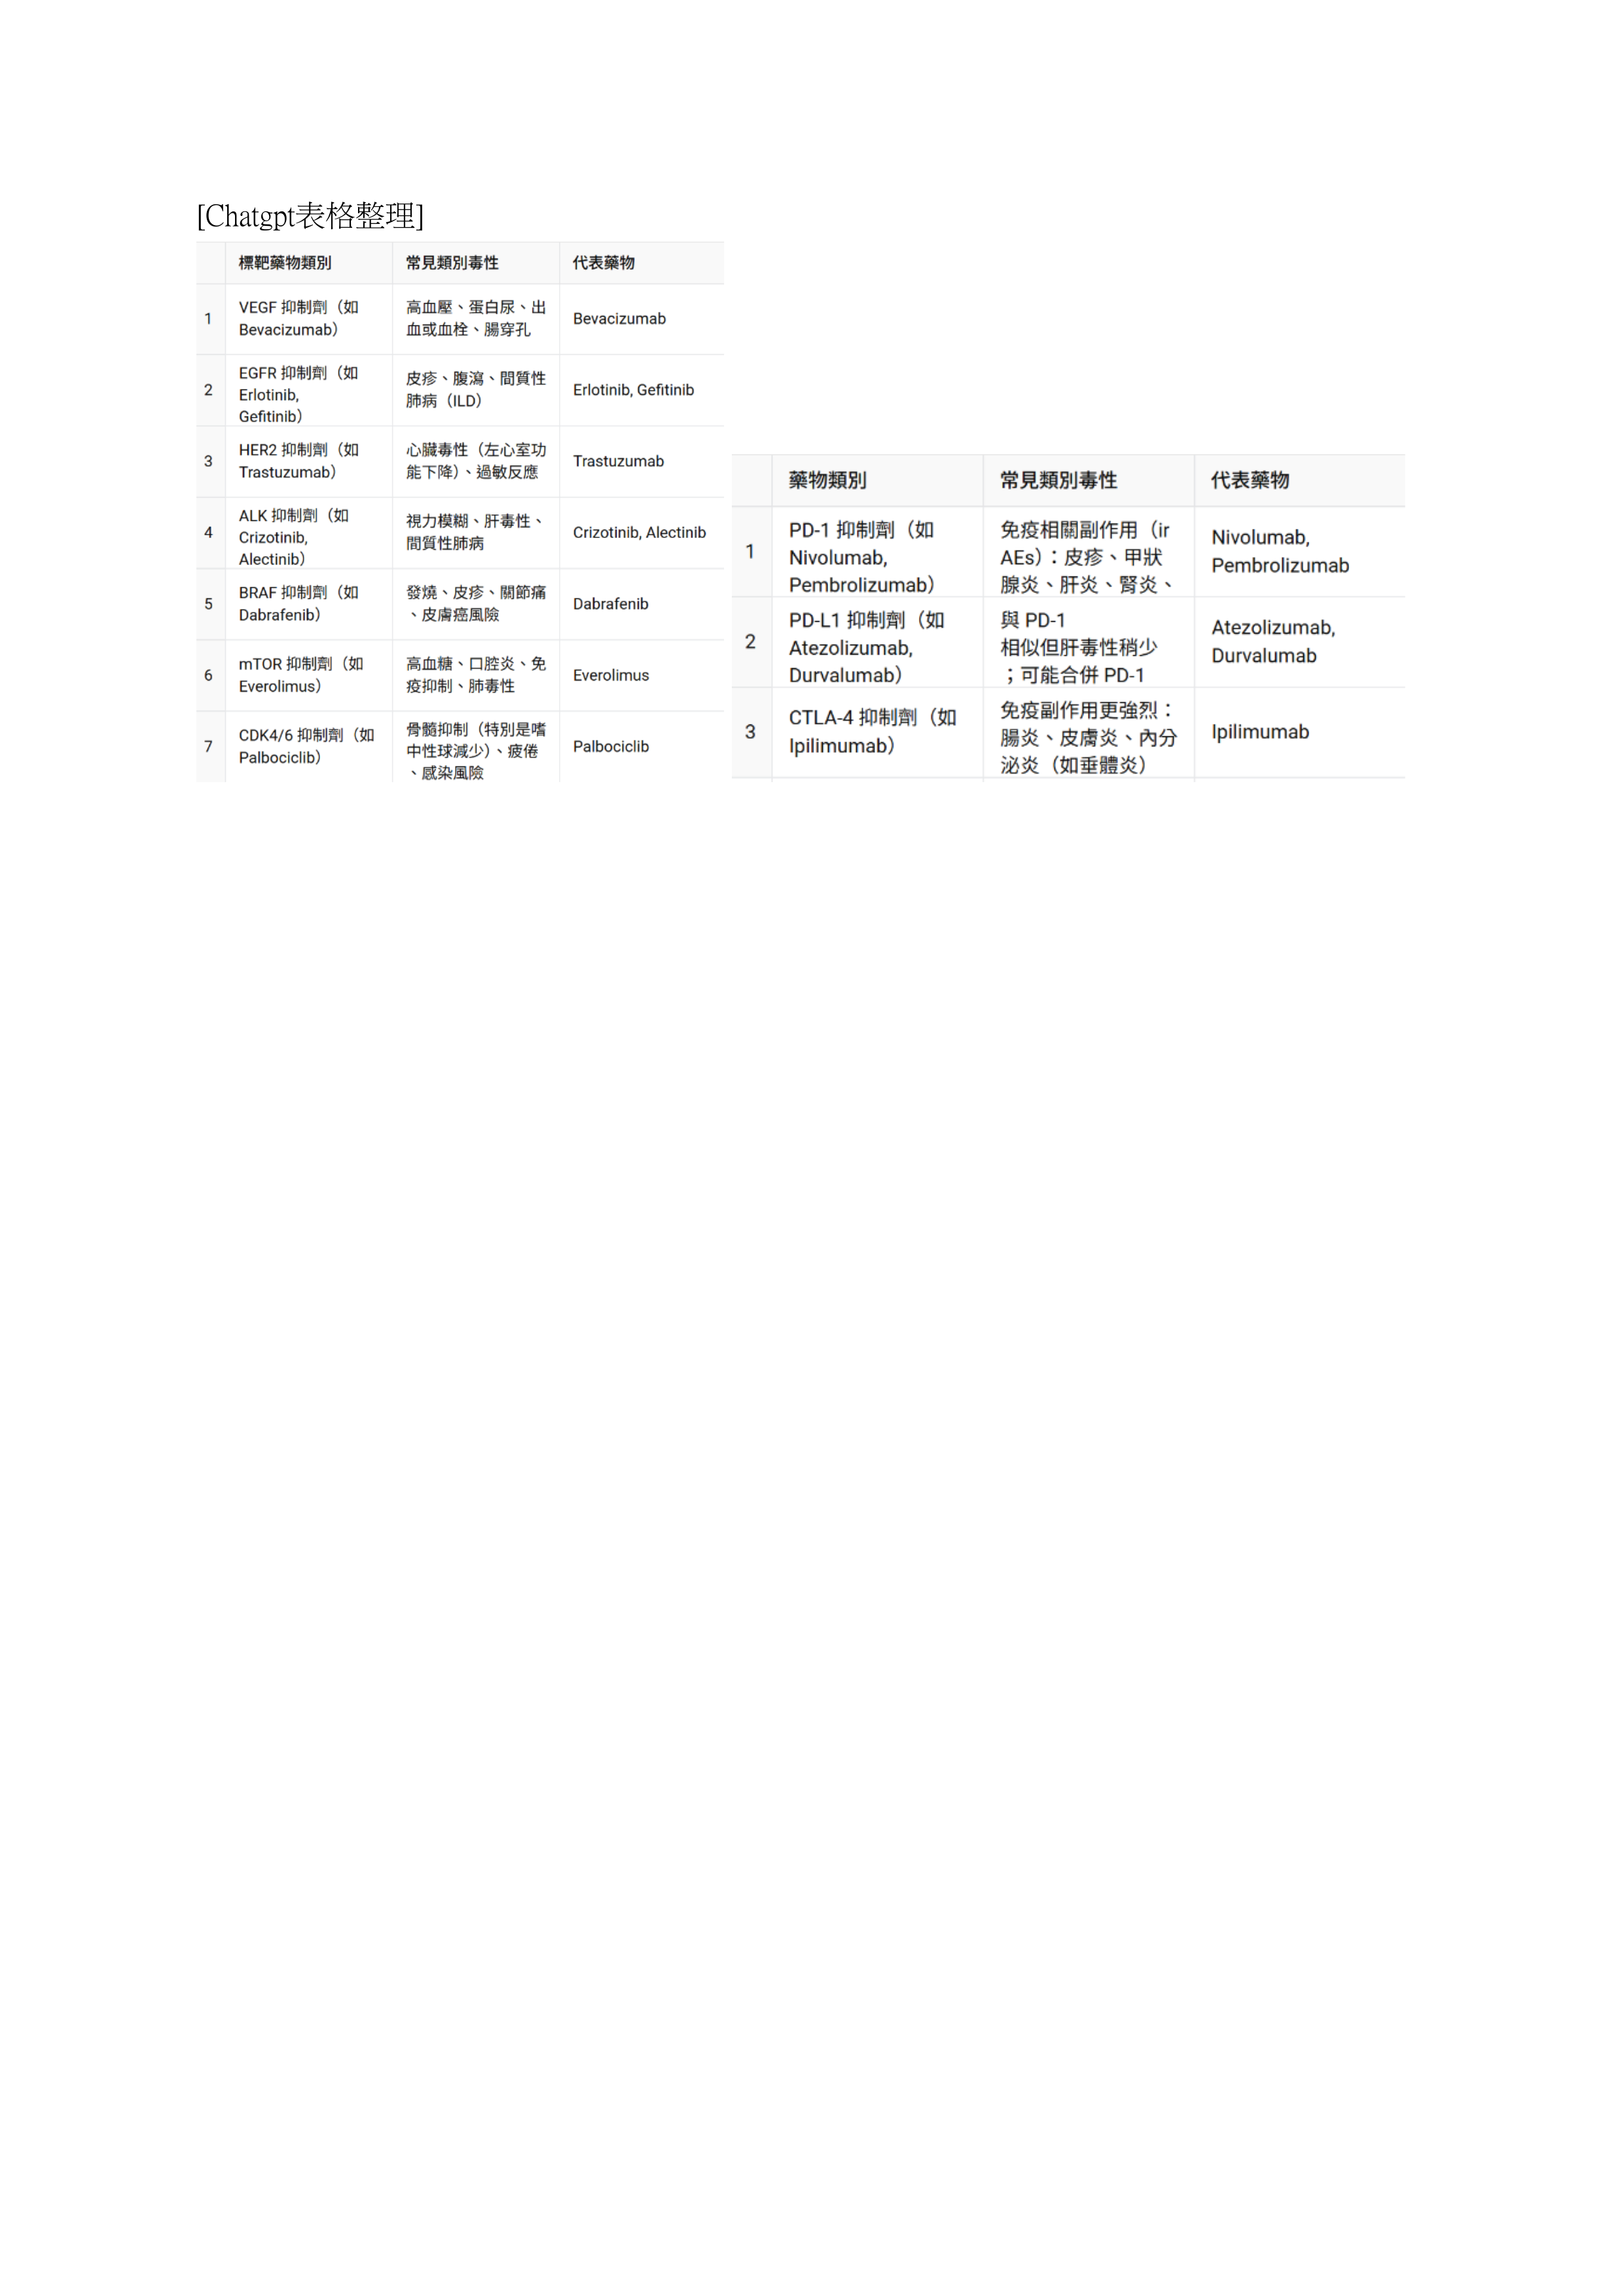 [Chatgpt表格整理]
標靶藥物類別 常見類別毒性 代表藥物
1 VEGF 抑制劑（如 Bevacizumab） 高血壓、蛋白尿、出血或血栓、腸穿孔 Bevacizumab
2 EGFR 抑制劑（如 Erlotinib, Gefitinib） 皮疹、腹瀉、間質性肺病（ILD） Erlotinib, Gefitinib
3 HER2 抑制劑（如 Trastuzumab） 心臟毒性（左心室功能下降）、過敏反應 Trastuzumab
4 ALK 抑制劑（如 Crizotinib, Alectinib） 視力模糊、肝毒性、間質性肺病 Crizotinib, Alectinib
5 BRAF 抑制劑（如 Dabrafenib） 發燒、皮疹、關節痛、皮膚癌風險 Dabrafenib
6 mTOR 抑制劑（如 Everolimus） 高血糖、口腔炎、免疫抑制、肺毒性 Everolimus
7 CDK4/6 抑制劑（如 Palbociclib） 骨髓抑制（特別是嗜中性球減少）、疲倦、感染風險 Palbociclib
藥物類別 常見類別毒性 代表藥物
1 PD-1 抑制劑（如 Nivolumab, Pembrolizumab） 免疫相關副作用（irAEs）：皮疹、甲狀腺炎、肝炎、腎炎、 Nivolumab, Pembrolizumab
2 PD-L1 抑制劑（如 Atezolizumab, Durvalumab） 與 PD-1 相似但肝毒性稍少；可能合併 PD-1 Atezolizumab, Durvalumab
3 CTLA-4 抑制劑（如 Ipilimumab） 免疫副作用更強烈：腸炎、皮膚炎、內分泌炎（如垂體炎） Ipilimumab